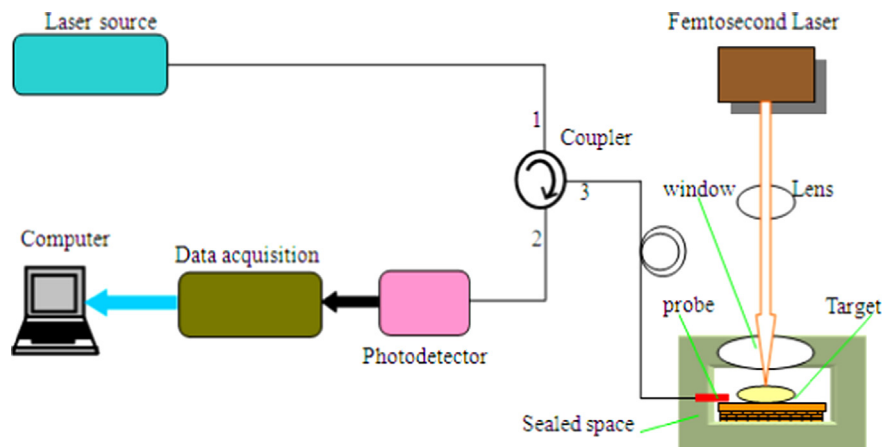 Laser source
Femtosecond Laser
1
Coupler
3
window
Lens
2
Computer
Data acquisition
probe
Target
Photodetector
Sealed space